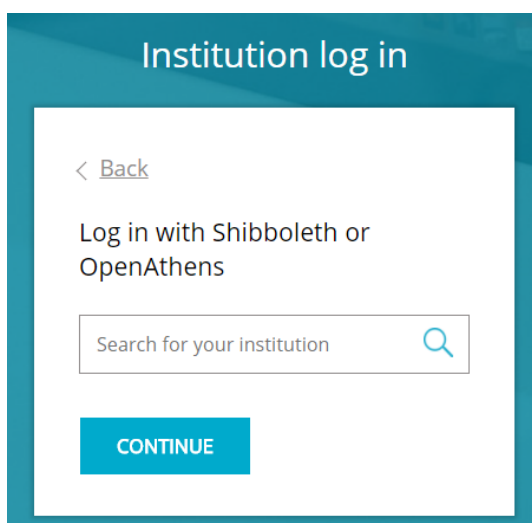 Institution log in
Back
Log in with Shibboleth or
OpenAthens
Search for your institution
CONTINUE